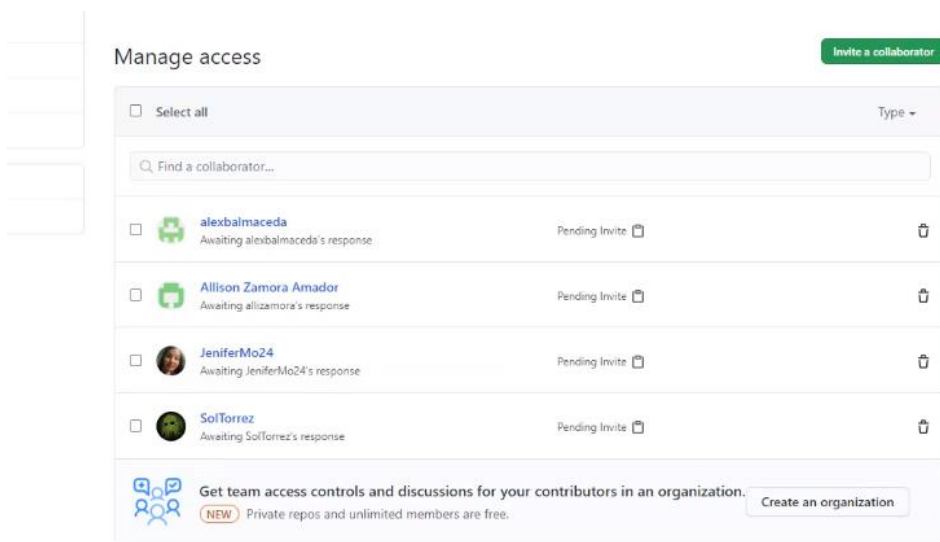 Manage access
Invite a collaborator
Select all
Type
Find a collaborator...
alexbalmaceda
Awaiting alexbalmaceda's response
Pending Invite
Allison Zamora Amador
Awaiting allizamora's response
Pending Invite
JeniferMo24
Awaiting JeniferMo24's response
Pending Invite
SolTorrez
Awaiting SolTorrez's response
Pending Invite
Get team access controls and discussions for your contributors in an organization.
NEW Private repos and unlimited members are free.
Create an organization